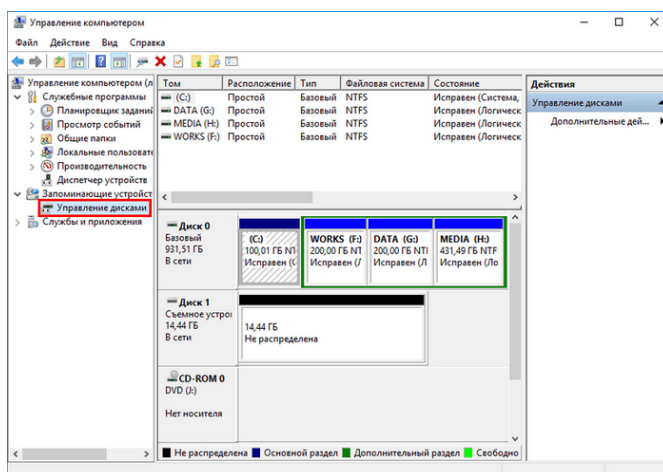 Управление компьютером
Файл Действие Вид Справка
Управление компьютером (л
Служебные программы
Планировщик заданий
Просмотр событий
Общие папки
Локальные пользовате
Производительность
Диспетчер устройств
Запоминающие устройст
Управление дисками
Службы и приложения
Том Расположение Тип Файловая система Состояние
(C:) Простой Базовый NTFS Исправен (Система,
DATA (G:) Простой Базовый NTFS Исправен (Логическ
MEDIA (H:) Простой Базовый NTFS Исправен (Логическ
WORKS (F:) Простой Базовый NTFS Исправен (Логическ
Диск 0
Базовый
931,51 ГБ
В сети
(C:)
100,01 ГБ NT
Исправен (С
WORKS (F:)
200,00 ГБ NT
Исправен (Л
DATA (G:)
200,00 ГБ NTI
Исправен (Л
MEDIA (H:)
431,49 ГБ NTF
Исправен (Ло
Диск 1
Съемное устрой
14,44 ГБ
В сети
14,44 ГБ
Не распределена
CD-ROM 0
DVD (J:)
Нет носителя
Не распределена Основной раздел Дополнительный раздел Свободно
Действия
Управление дисками
Дополнительные дей...